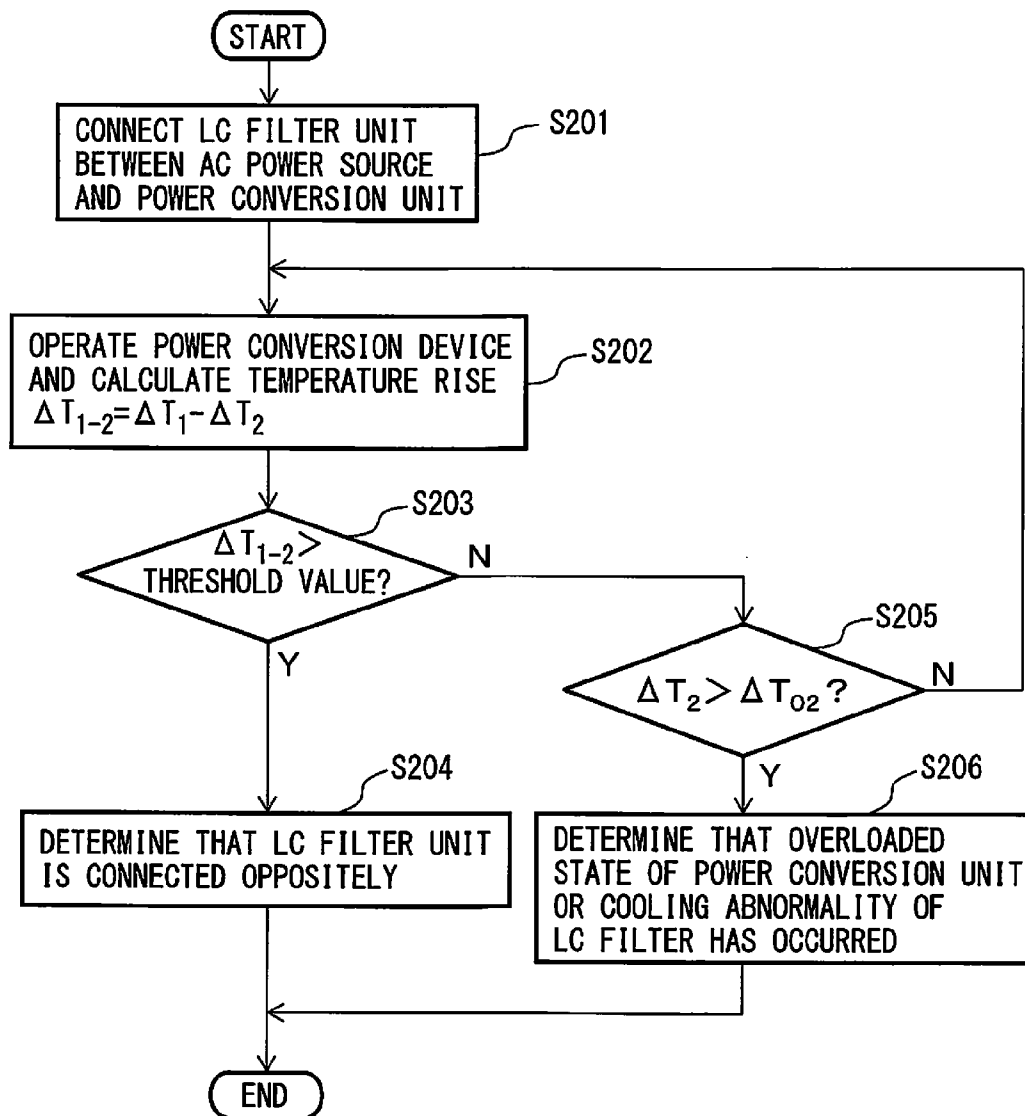 START
CONNECT LC FILTER UNIT
BETWEEN AC POWER SOURCE
AND POWER CONVERSION UNIT
S201
OPERATE POWER CONVERSION DEVICE
AND CALCULATE TEMPERATURE RISE
ΔT₁₋₂=ΔT₁-ΔT₂
S202
S203
ΔT₁₋₂>
THRESHOLD VALUE?
N
Y
S205
ΔT₂>ΔT₀₂?
N
Y
S204
DETERMINE THAT LC FILTER UNIT
IS CONNECTED OPPOSITELY
S206
DETERMINE THAT OVERLOADED
STATE OF POWER CONVERSION UNIT
OR COOLING ABNORMALITY OF
LC FILTER HAS OCCURRED
END